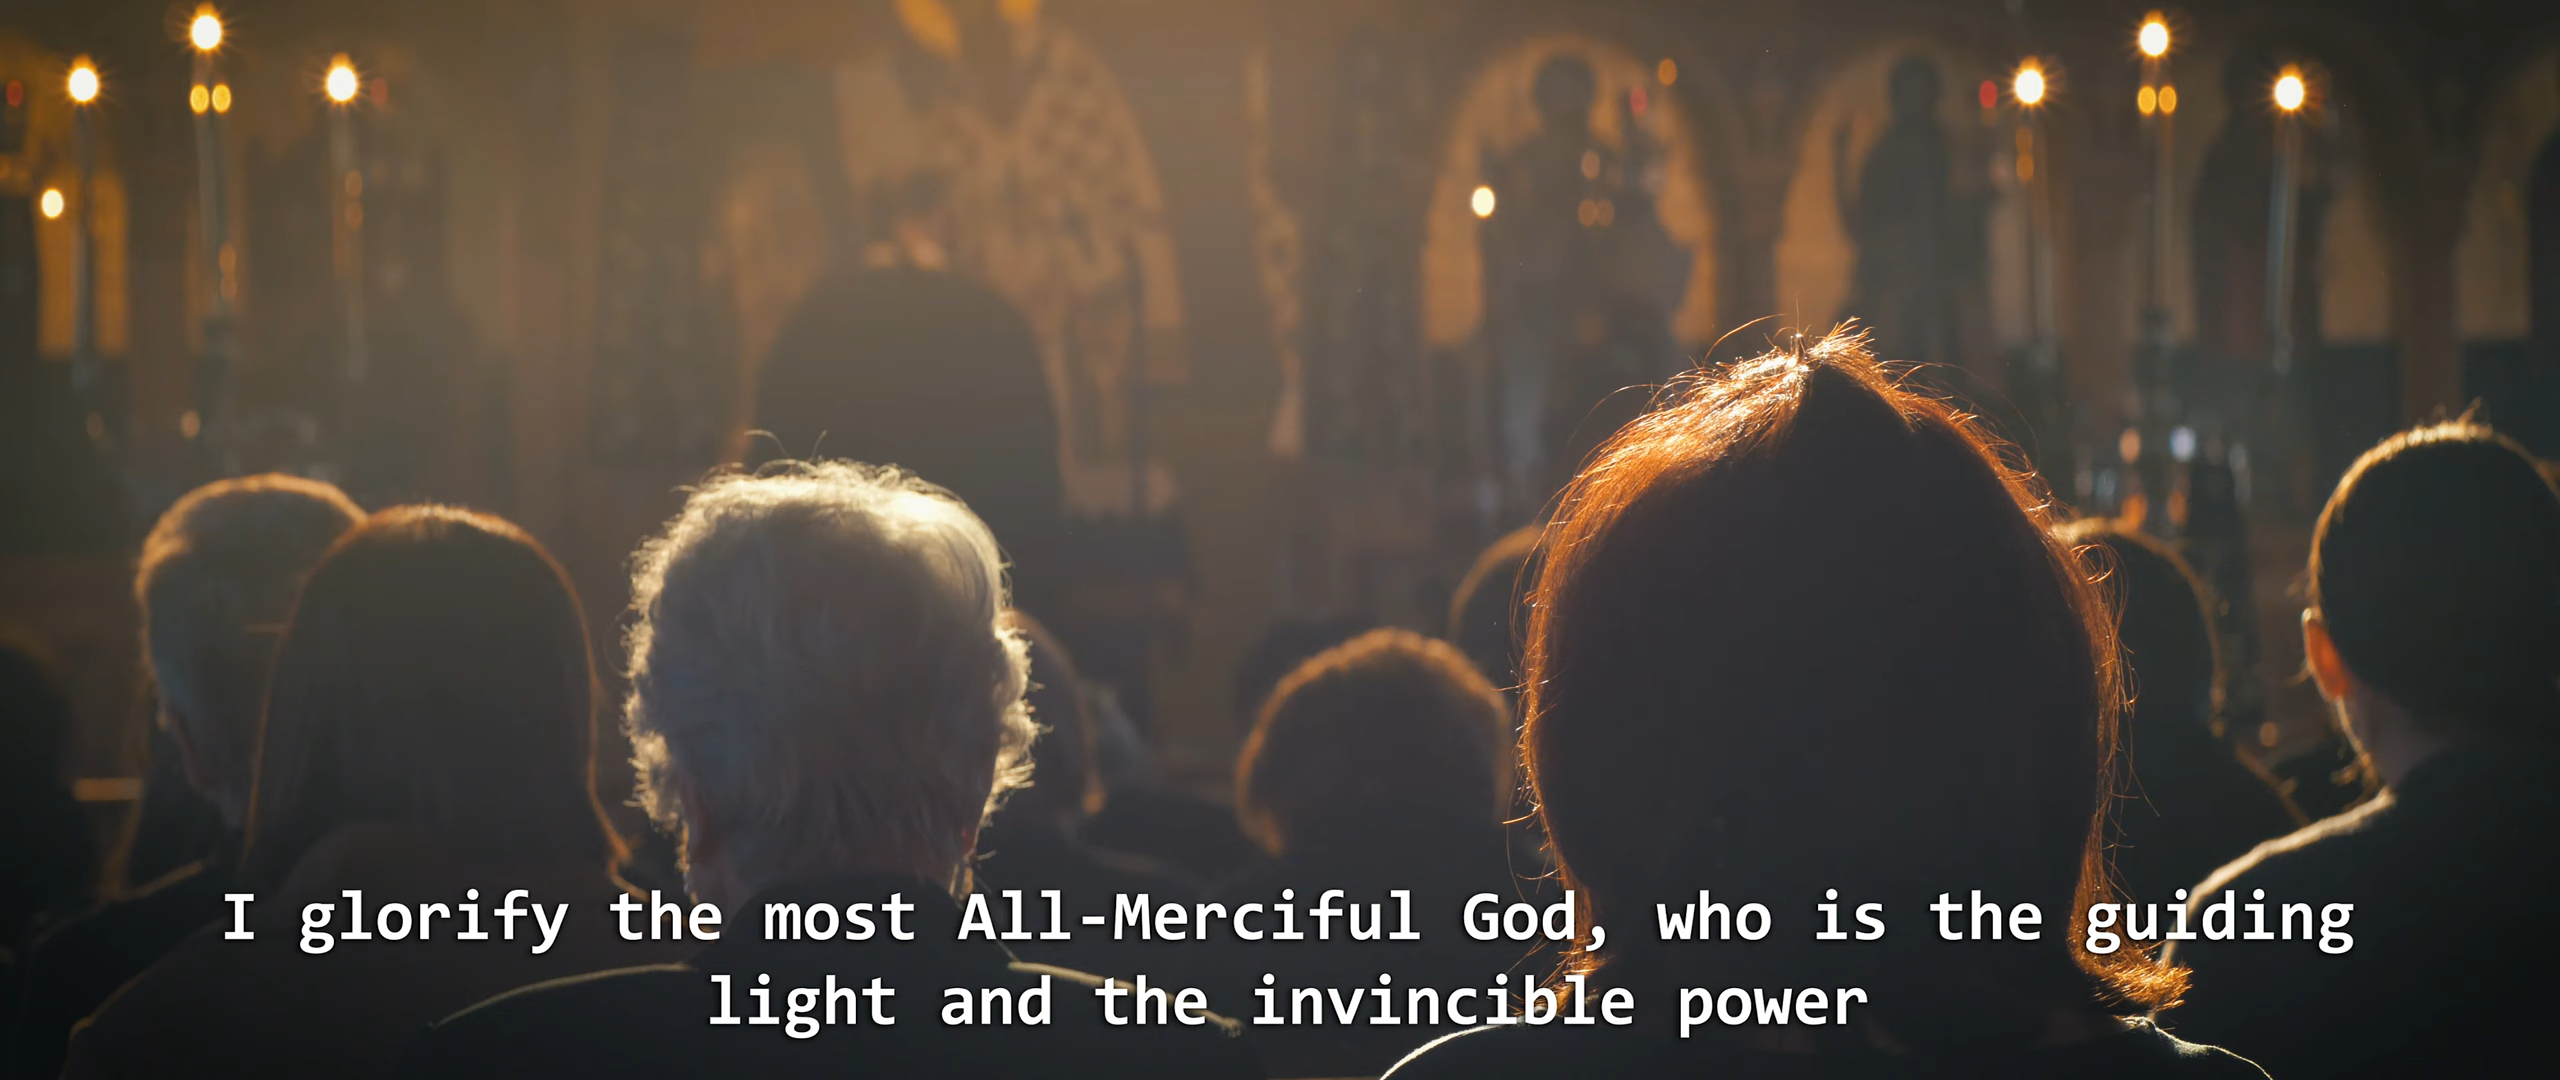 I glorify the most All-Merciful God, who is the guiding
light and the invincible power